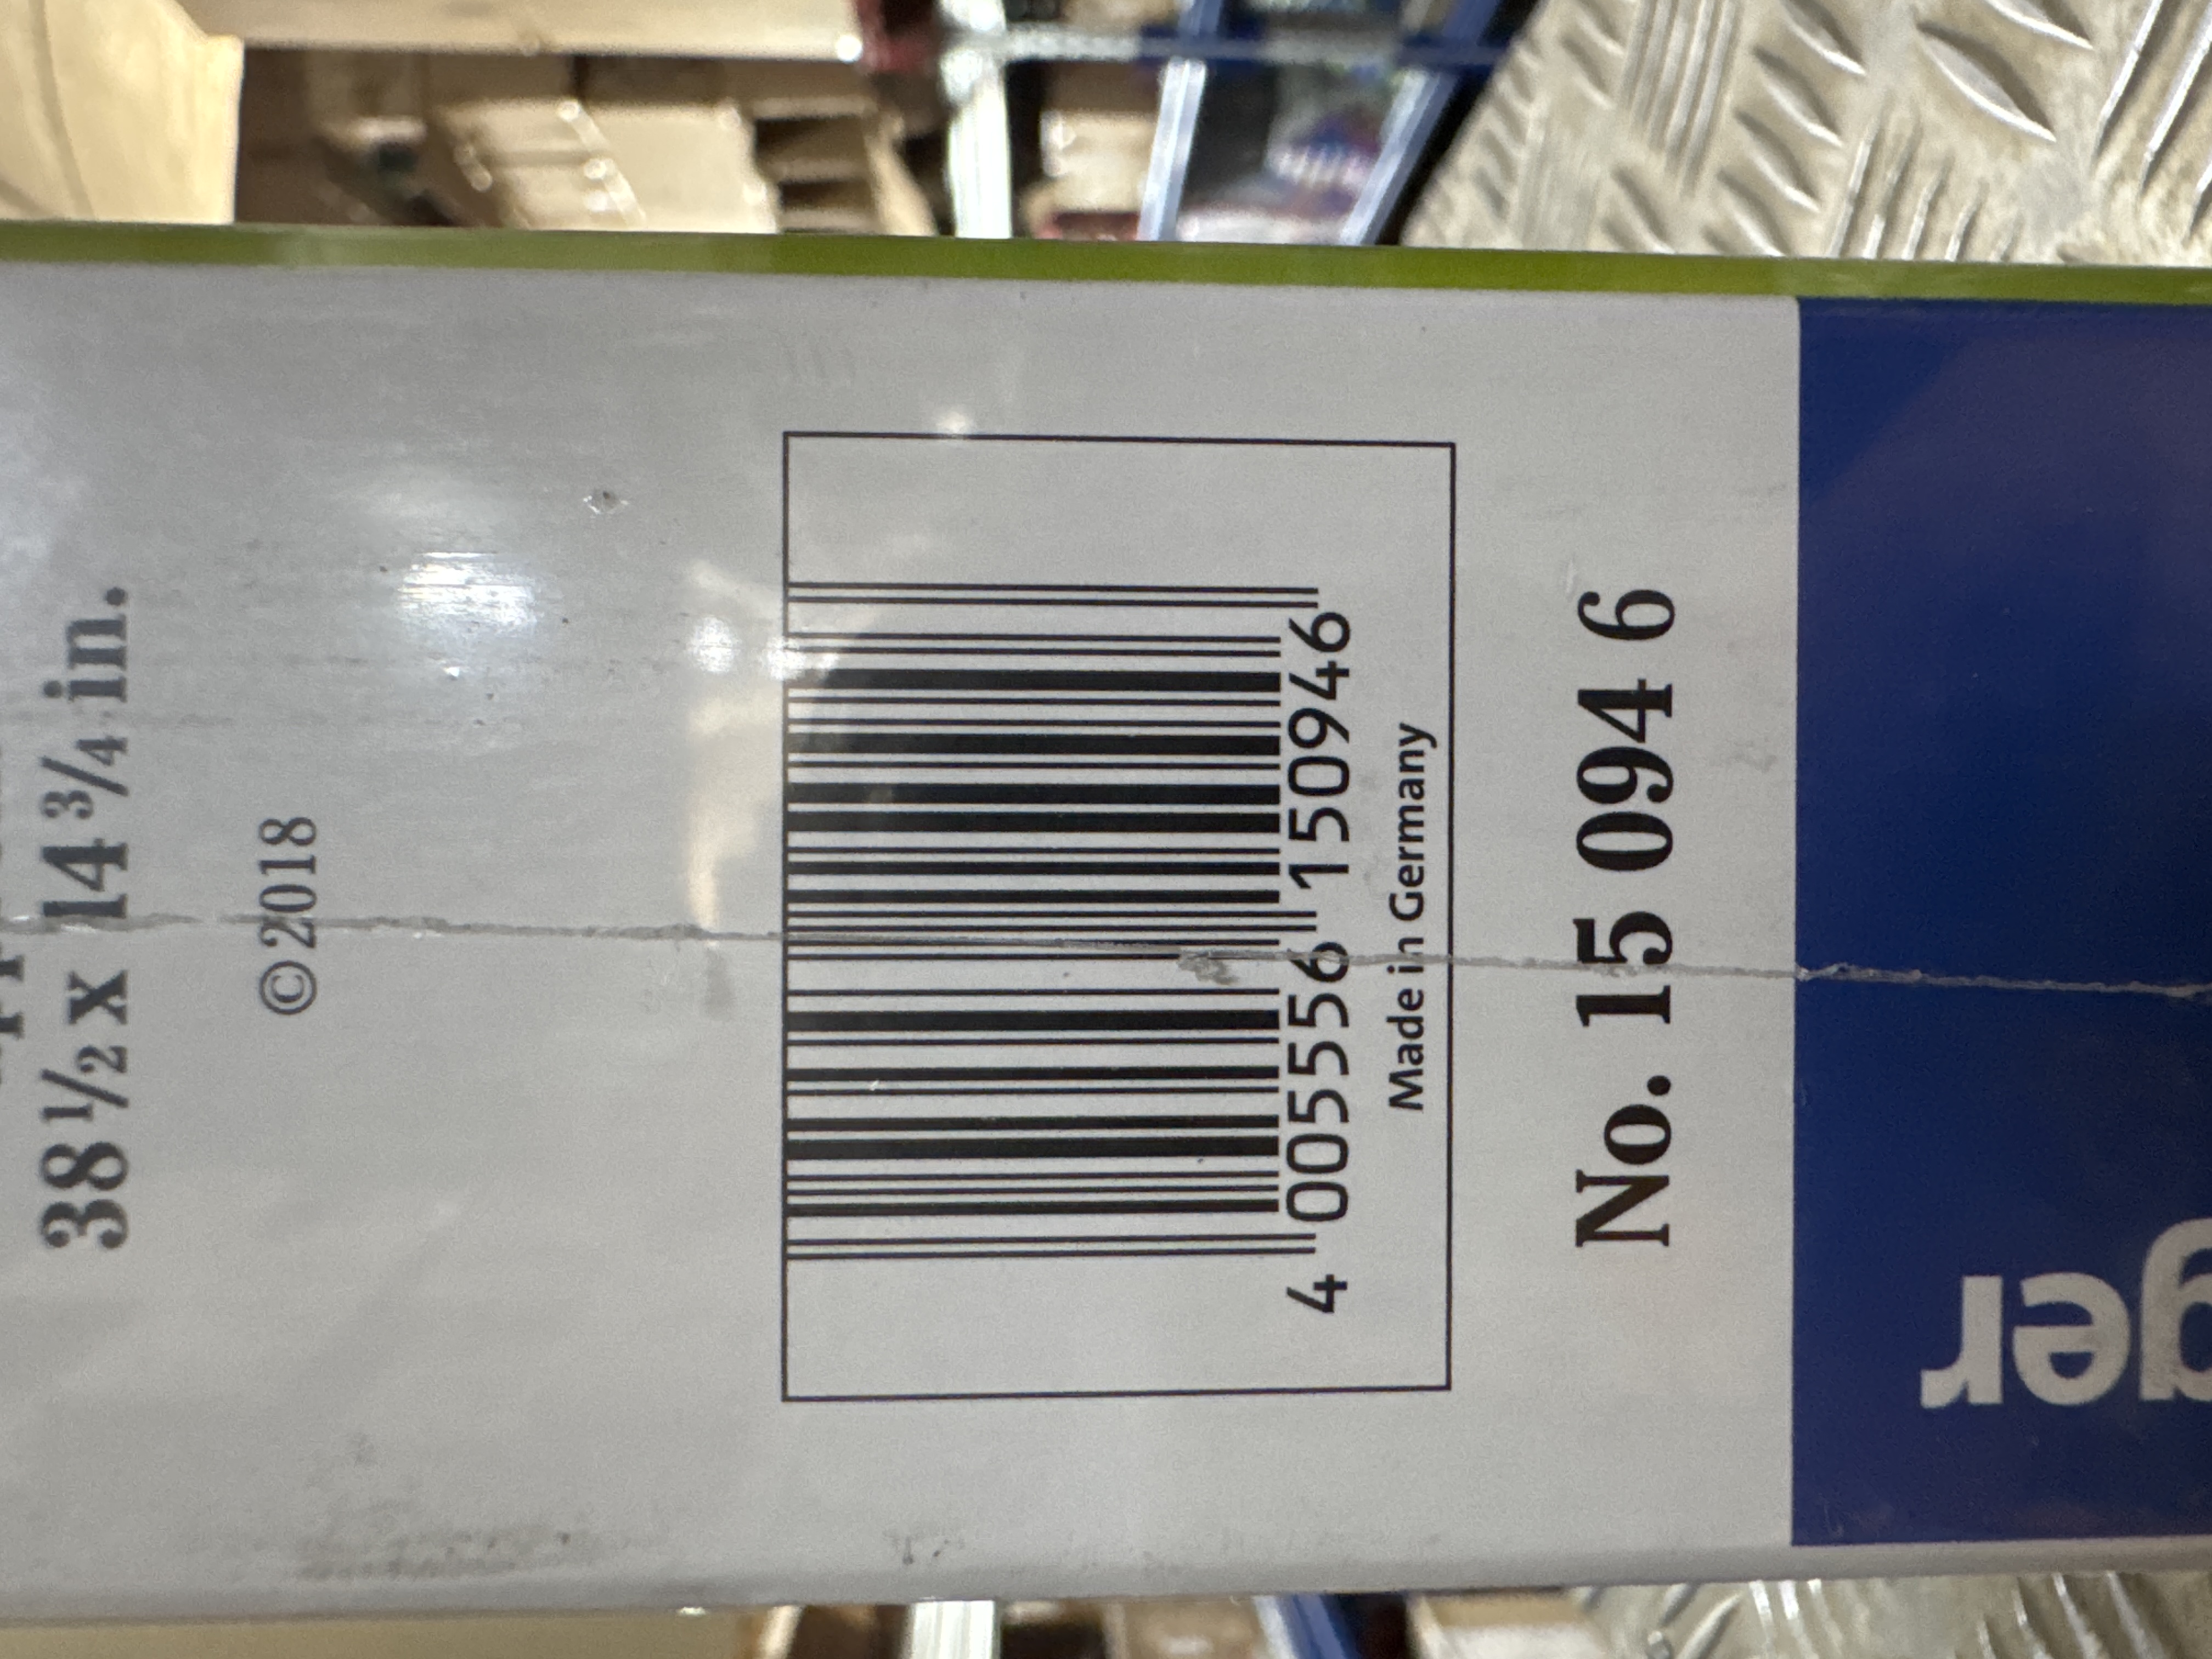 38 ½ x 14 ¾ in.
©2018
4 005556 150946
Made in Germany
No. 15 094 6
ger